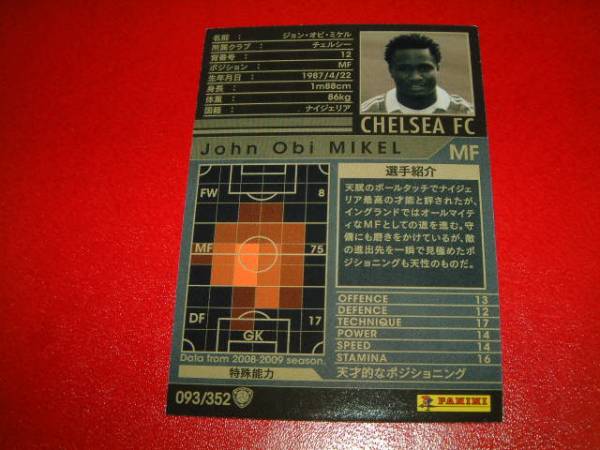 名前： ジョン・オビ・ミケル
所属クラブ： チェルシー
背番号： 12
ポジション： MF
生年月日： 1987/4/22
身長： 1m88cm
体重： 86kg
国籍： ナイジェリア
CHELSEA FC
John Obi MIKEL MF
FW 8
MF 75
DF 17
GK
Data from 2008-2009 season.
選手紹介
天賦のボールタッチでナイジェ
リア最高の才能と評されたが、
イングランドではオールマイティ
なMFとしての道を進む。守
備にも磨きをかけているが、敵
の進出先を一瞬で見極めたポ
ジショニングも天性のものだ。
OFFENCE 13
DEFENCE 12
TECHNIQUE 17
POWER 14
SPEED 14
STAMINA 16
特殊能力 天才的なポジショニング
093/352
PANINI